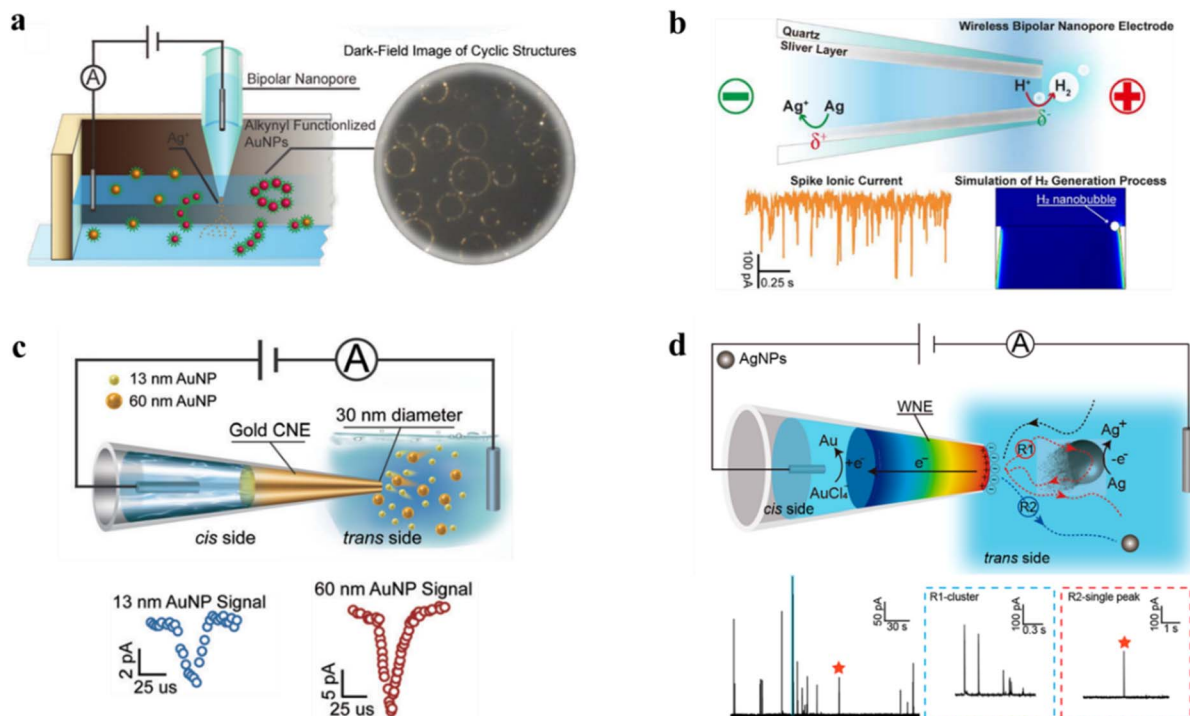 a
Dark-Field Image of Cyclic Structures
A
Bipolar Nanopore
Alkynyl Functionlized
AuNPs
Ag⁺
b
Wireless Bipolar Nanopore Electrode
Quartz
Sliver Layer
H⁺
H₂
Ag⁺
Ag
δ⁺
δ⁻
Spike Ionic Current
Simulation of H₂ Generation Process
H₂ nanobubble
100 pA
0.25 s
c
A
13 nm AuNP
60 nm AuNP
30 nm diameter
Gold CNE
cis side
trans side
13 nm AuNP Signal
60 nm AuNP Signal
2 pA
25 us
5 pA
25 us
d
A
AgNPs
WNE
Au
+e⁻
e⁻
AuCl₄⁻
cis side
R1
Ag⁺
-e⁻
Ag
R2
trans side
50 pA
30 s
R1-cluster
100 pA
0.3 s
R2-single peak
100 pA
1 s